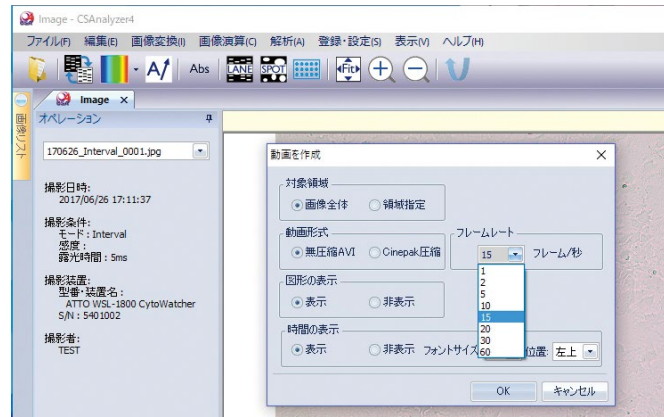 Image - CSAnalyzer4
ファイル(F) 編集(E) 画像変換(I) 画像演算(C) 解析(A) 登録・設定(S) 表示(V) ヘルプ(H)
A Abs LANE SPOT Fit
Image ×
画像リスト
オペレーション
170626_Interval_0001.jpg
撮影日時:
2017/06/26 17:11:37
撮影条件:
モード : Interval
感度 :
露光時間 : 5ms
撮影装置:
型番・装置名 :
ATTO WSL-1800 CytoWatcher
S/N : 5401002
撮影者:
TEST
動画を作成
対象領域
画像全体 領域指定
動画形式 フレームレート
無圧縮AVI Cinepak圧縮 15 フレーム/秒
1
2
5
10
15
20
30
60
図形の表示
表示 非表示
時間の表示
表示 非表示 フォントサイズ 位置: 左上
OK キャンセル